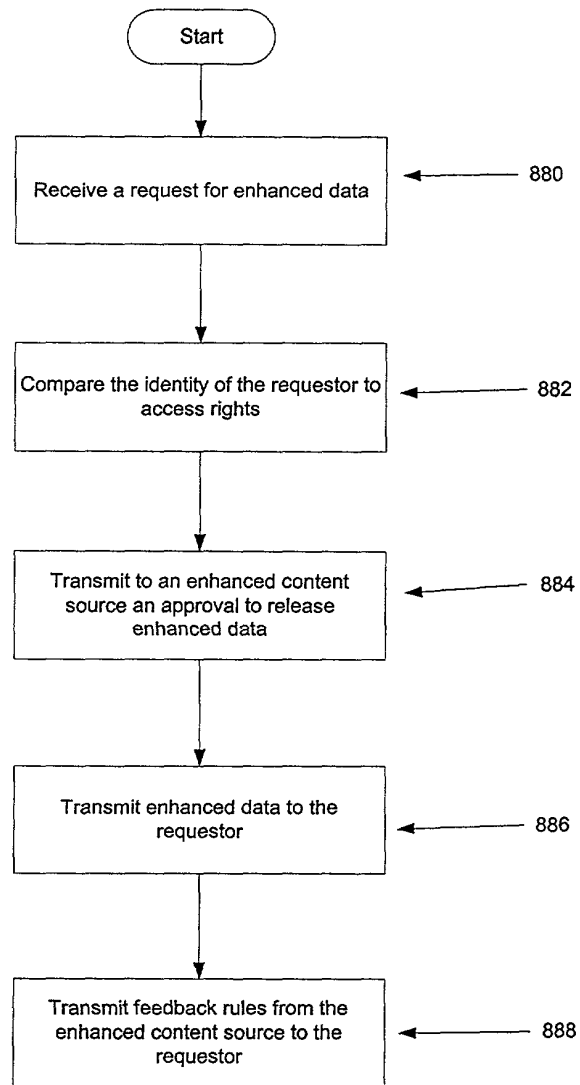 Start
Receive a request for enhanced data
880
Compare the identity of the requestor to
access rights
882
Transmit to an enhanced content
source an approval to release
enhanced data
884
Transmit enhanced data to the
requestor
886
Transmit feedback rules from the
enhanced content source to the
requestor
888